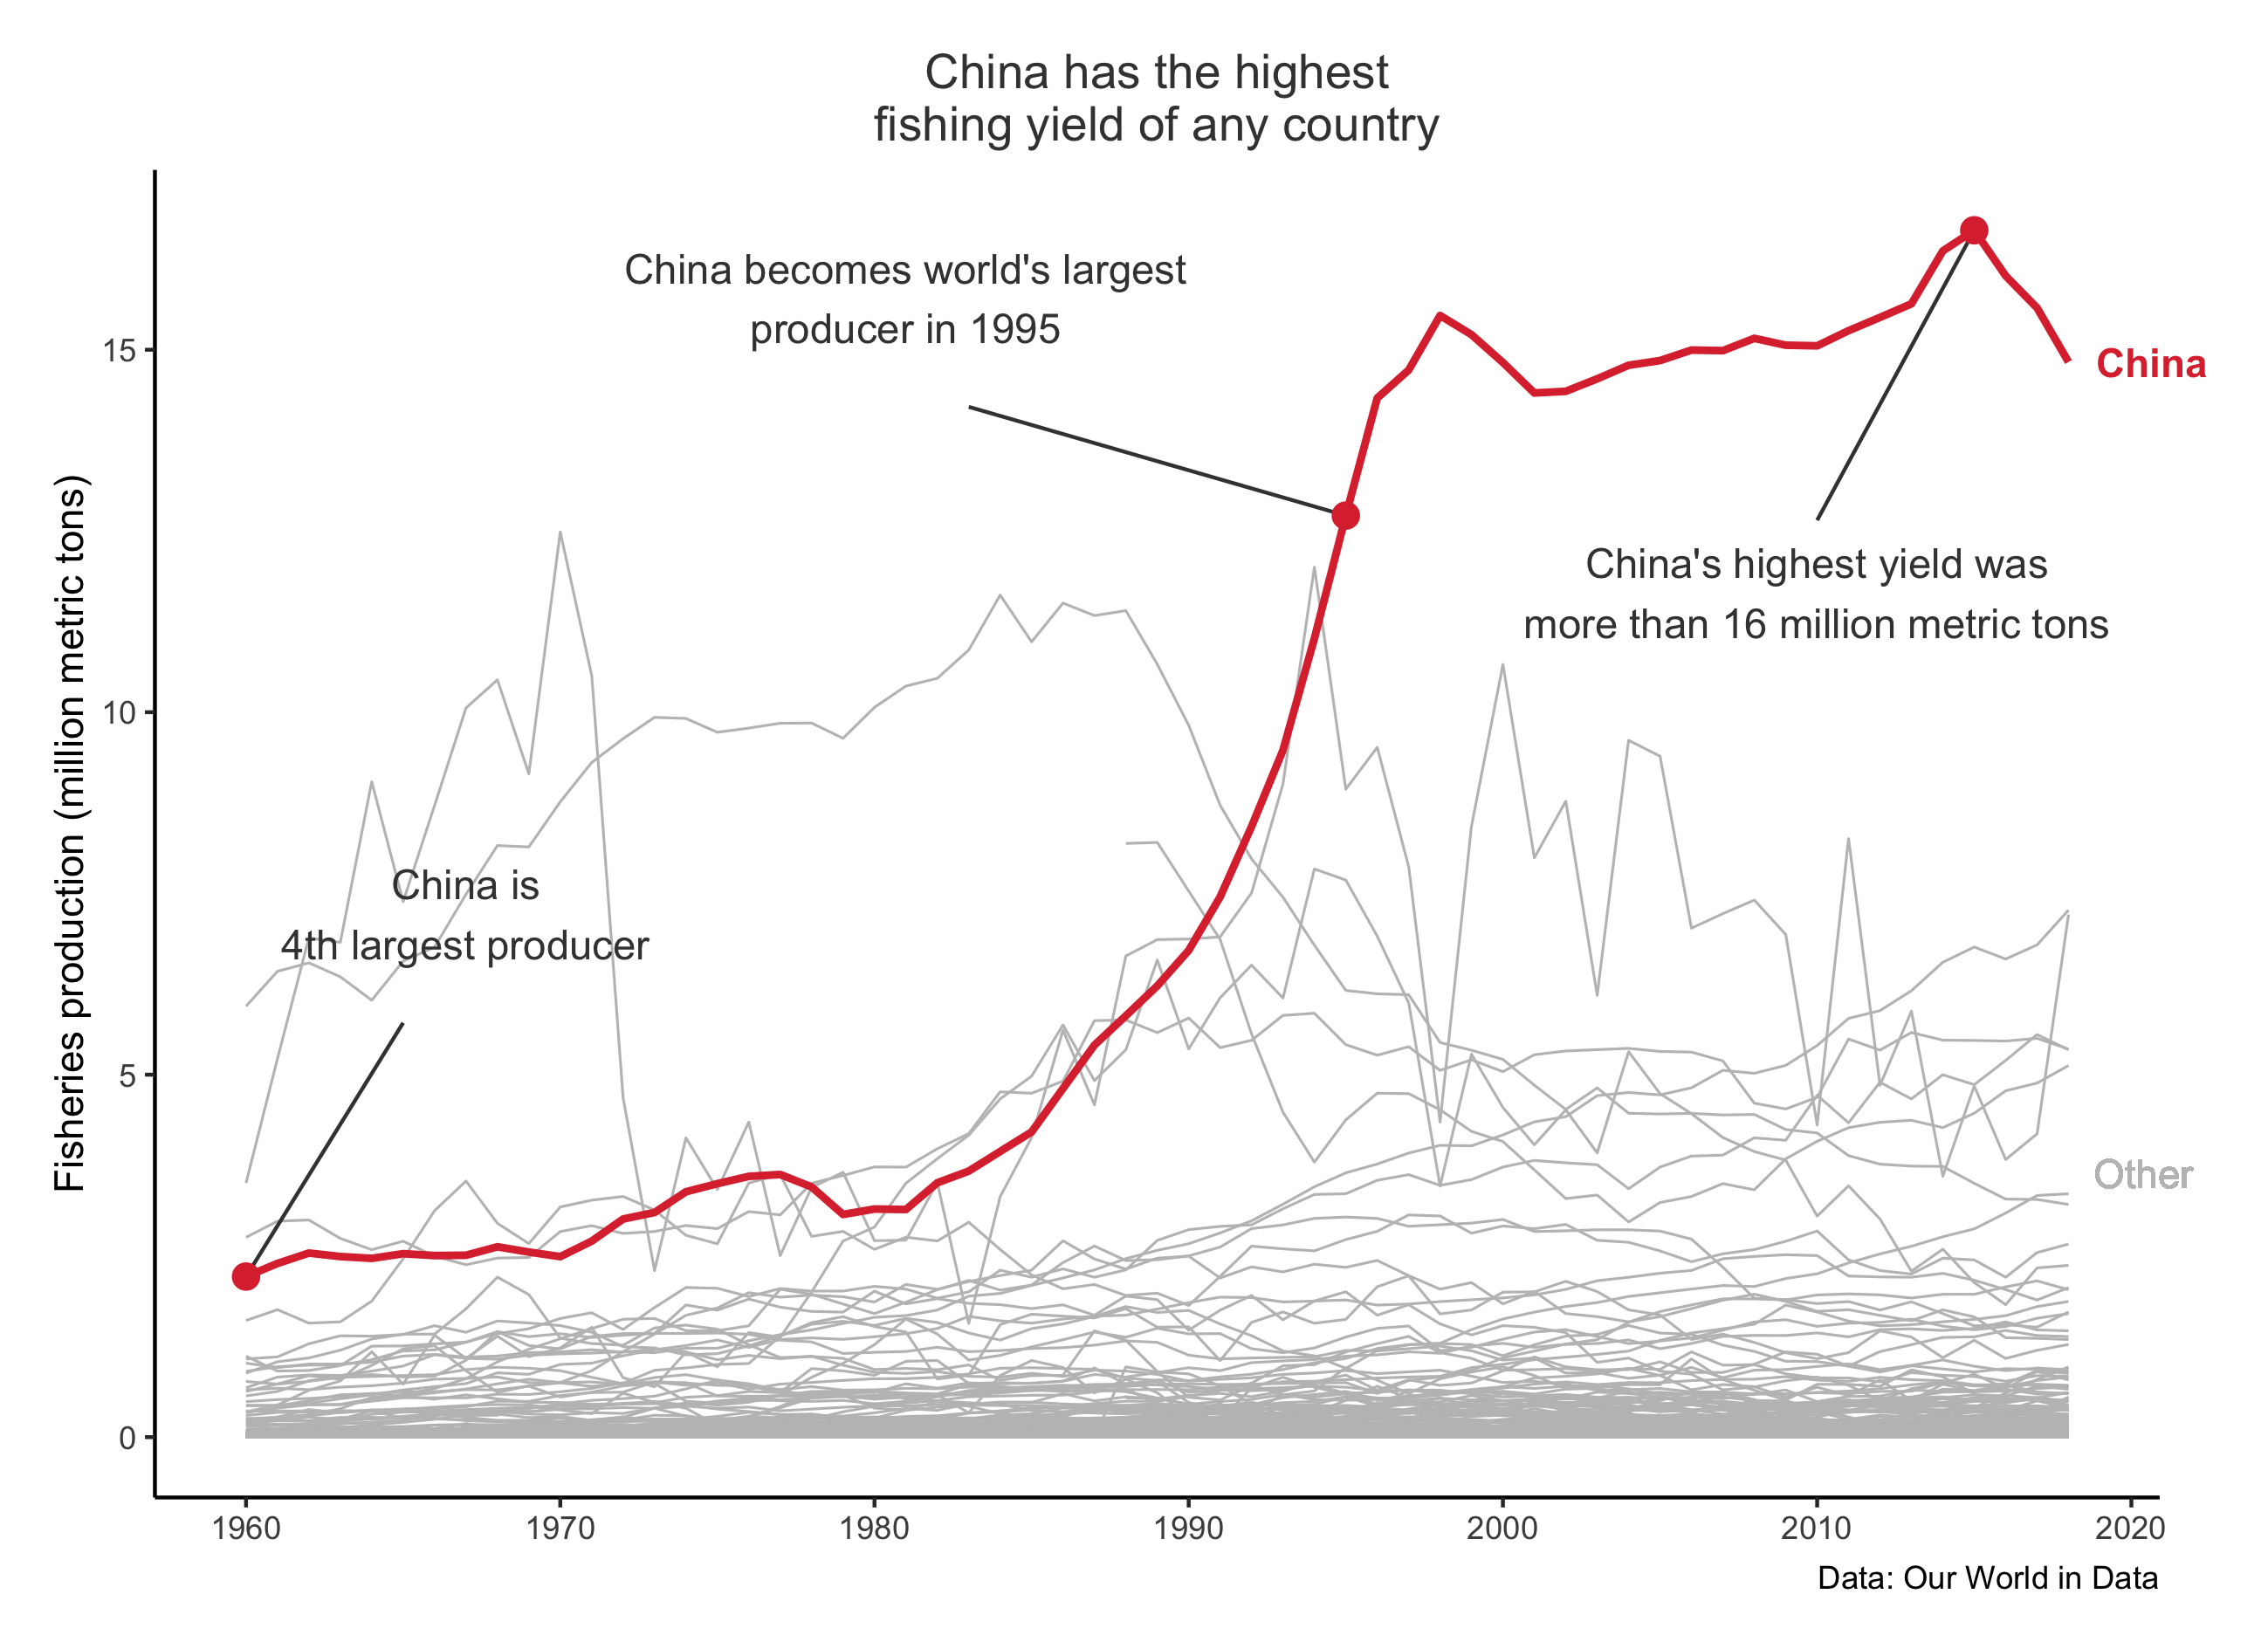 China has the highest
fishing yield of any country
Fisheries production (million metric tons)
15
10
5
0
China becomes world's largest
producer in 1995
China
China's highest yield was
more than 16 million metric tons
China is
4th largest producer
Other
1960 1970 1980 1990 2000 2010 2020
Data: Our World in Data